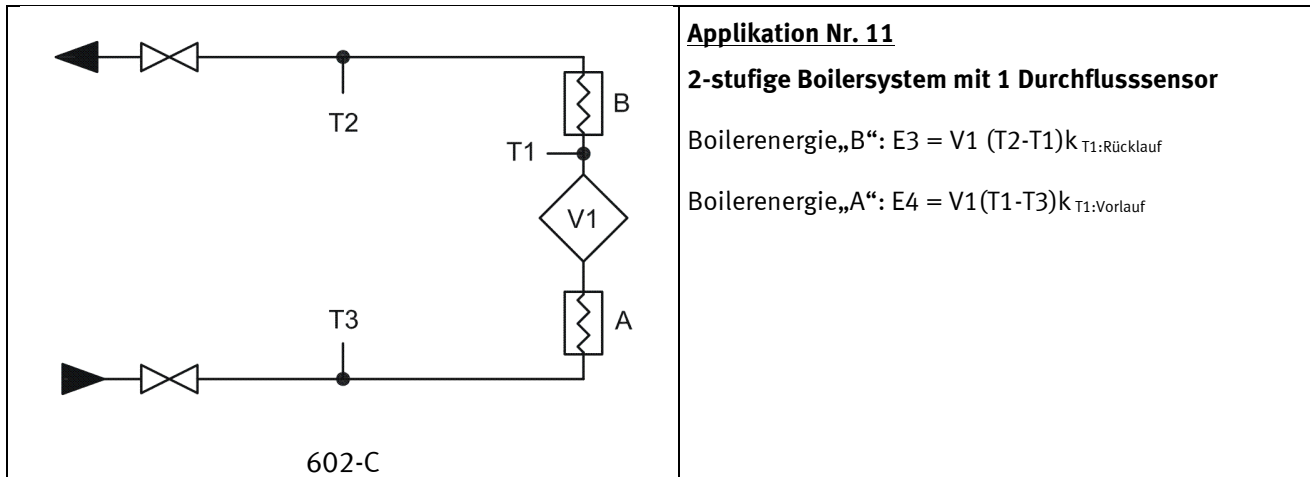 T2
B
T1
V1
T3
A
602-C
Applikation Nr. 11
2-stufige Boilersystem mit 1 Durchflusssensor
Boilerenergie„B“: E3 = V1 (T2-T1)k T1:Rücklauf
Boilerenergie„A“: E4 = V1(T1-T3)k T1:Vorlauf